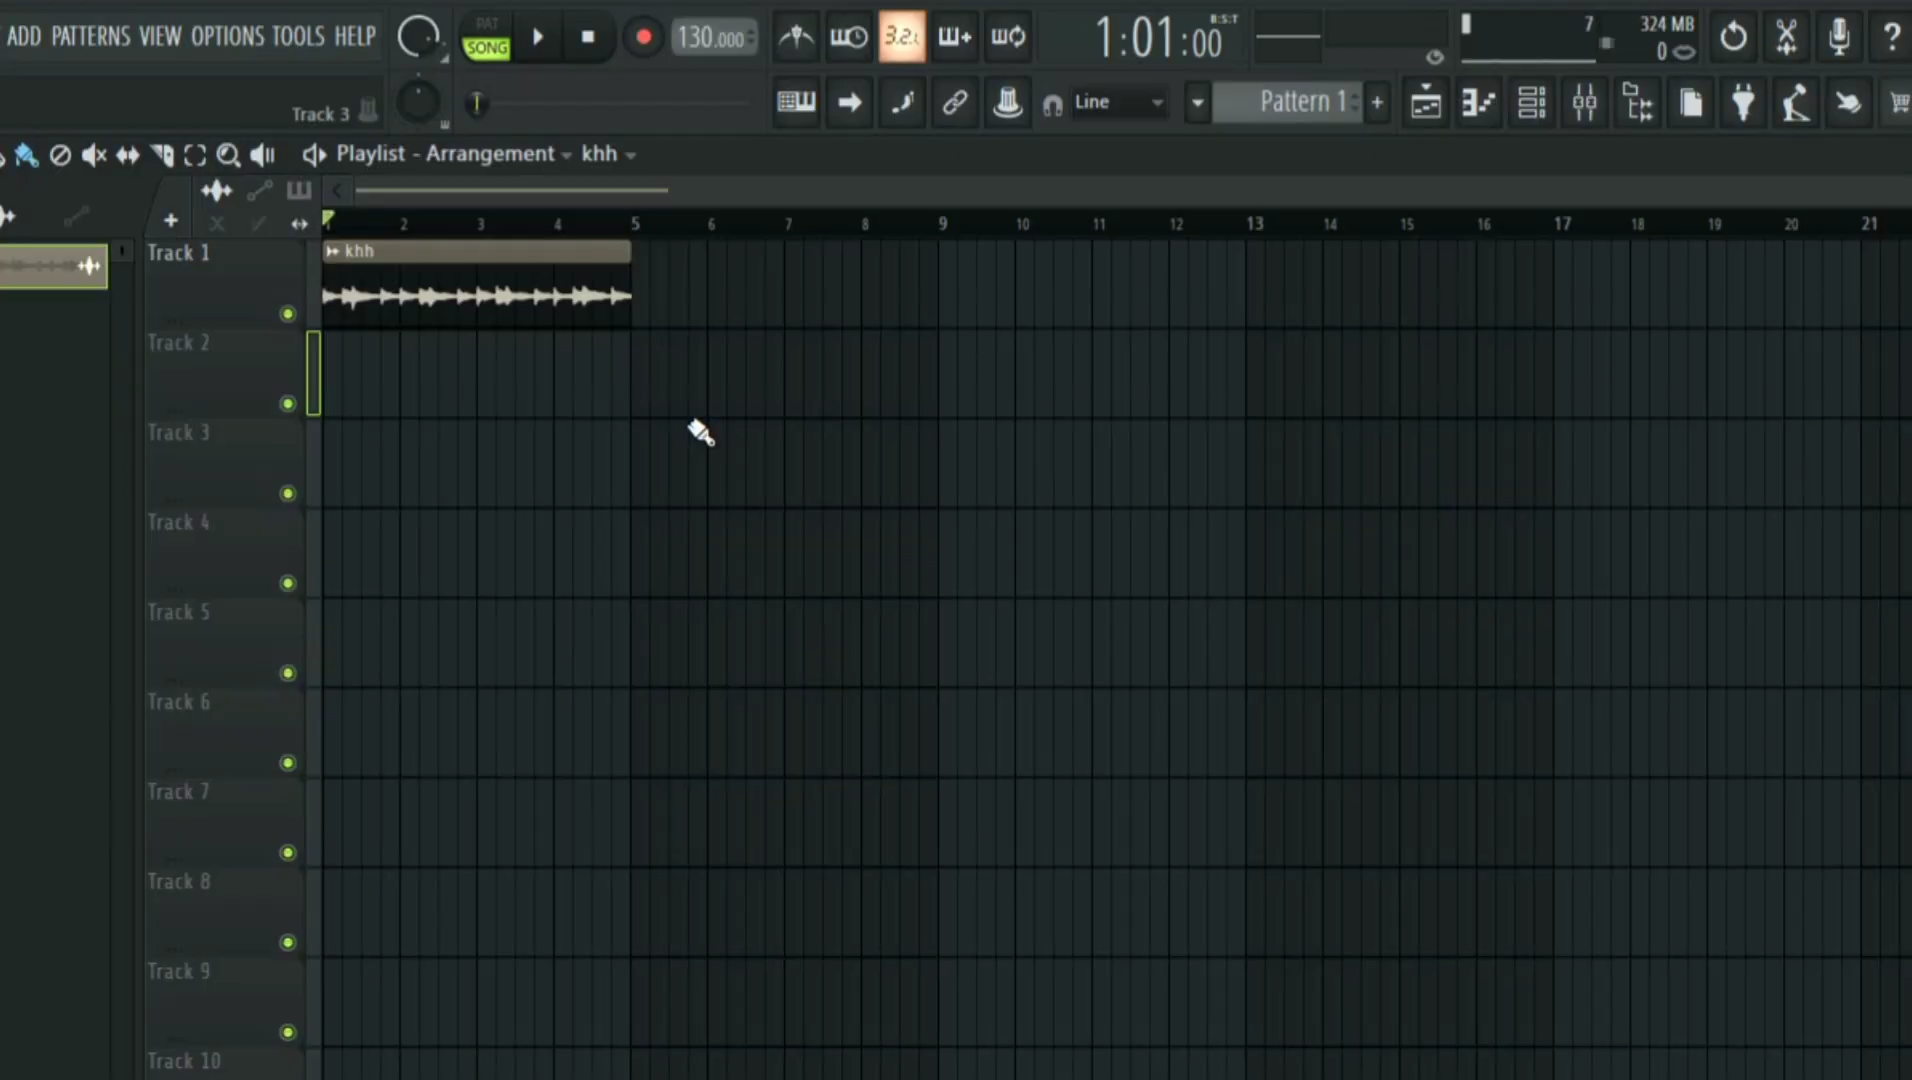 ADD PATTERNS VIEW OPTIONS TOOLS HELP
PAT
SONG
130.000
3.2.
1:01:00
B:S:T
7
324 MB
0
?
Track 3
Line
Pattern 1
+
Playlist - Arrangement khh
+
1 2 3 4 5 6 7 8 9 10 11 12 13 14 15 16 17 18 19 20 21
Track 1
khh
Track 2
Track 3
Track 4
Track 5
Track 6
Track 7
Track 8
Track 9
Track 10